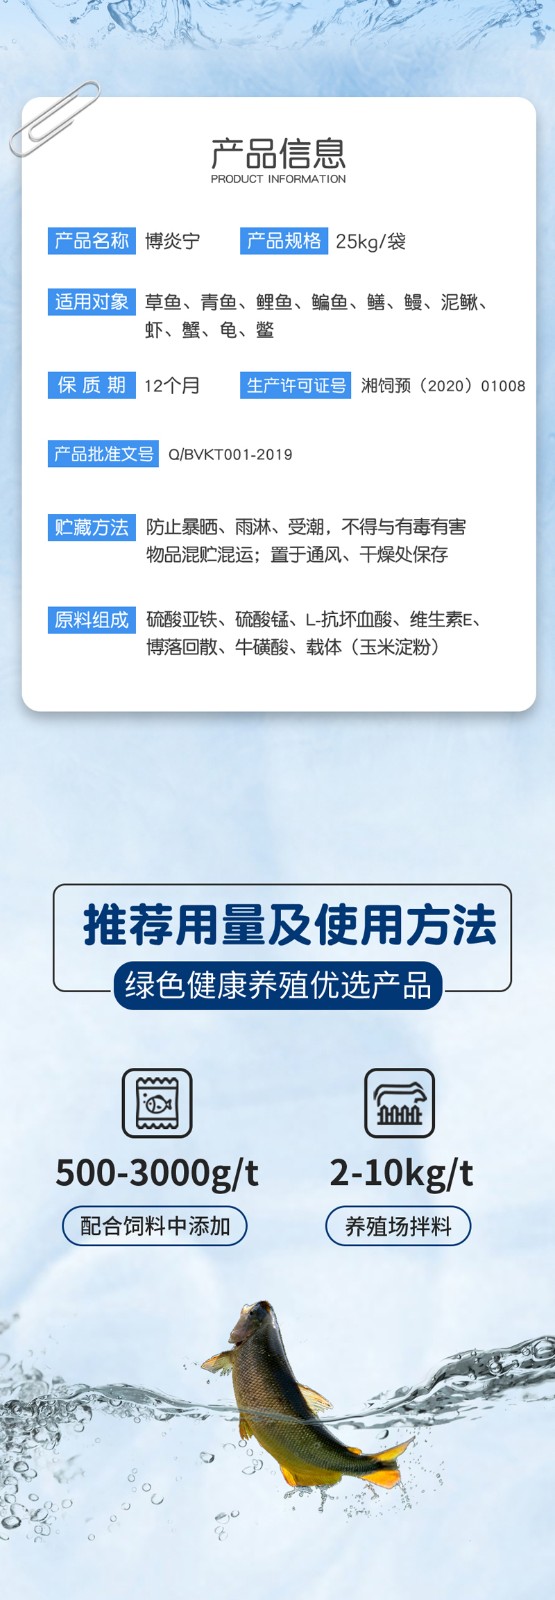 产品信息
PRODUCT INFORMATION
产品名称 博炎宁 产品规格 25kg/袋
适用对象 草鱼、青鱼、鲤鱼、鳊鱼、鳝、鳗、泥鳅、
虾、蟹、龟、鳖
保质期 12个月 生产许可证号 湘饲预（2020）01008
产品批准文号 Q/BVKT001-2019
贮藏方法 防止暴晒、雨淋、受潮，不得与有毒有害
物品混贮混运；置于通风、干燥处保存
原料组成 硫酸亚铁、硫酸锰、L-抗坏血酸、维生素E、
博落回散、牛磺酸、载体（玉米淀粉）
推荐用量及使用方法
绿色健康养殖优选产品
500-3000g/t 2-10kg/t
配合饲料中添加 养殖场拌料